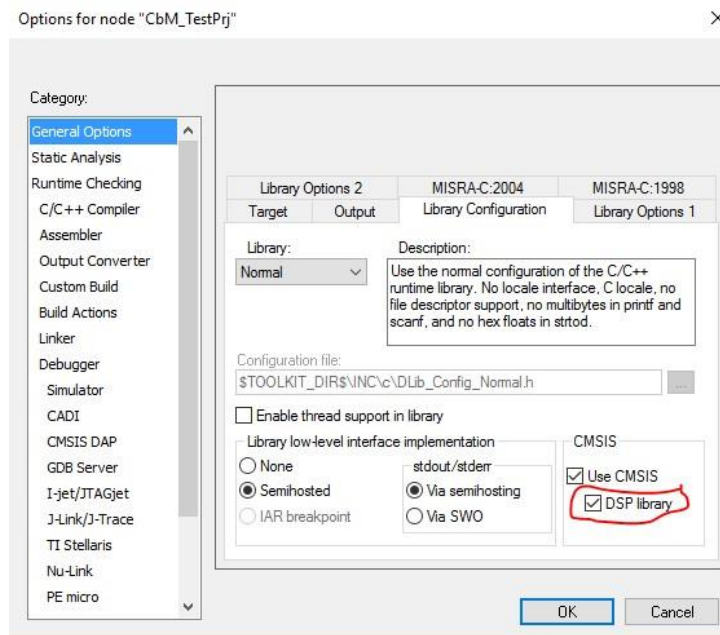 Options for node "CbM_TestPrj"
Category:
General Options
Static Analysis
Runtime Checking
C/C++ Compiler
Assembler
Output Converter
Custom Build
Build Actions
Linker
Debugger
Simulator
CADI
CMSIS DAP
GDB Server
I-jet/JTAGjet
J-Link/J-Trace
TI Stellaris
Nu-Link
PE micro
Library Options 2 MISRA-C:2004 MISRA-C:1998
Target Output Library Configuration Library Options 1
Library:
Normal
Description:
Use the normal configuration of the C/C++
runtime library. No locale interface, C locale, no
file descriptor support, no multibytes in printf and
scanf, and no hex floats in strtod.
Configuration file:
$TOOLKIT_DIR$\INC\c\DLib_Config_Normal.h
...
Enable thread support in library
Library low-level interface implementation
None
Semihosted
IAR breakpoint
stdout/stderr
Via semihosting
Via SWO
CMSIS
Use CMSIS
DSP library
OK Cancel